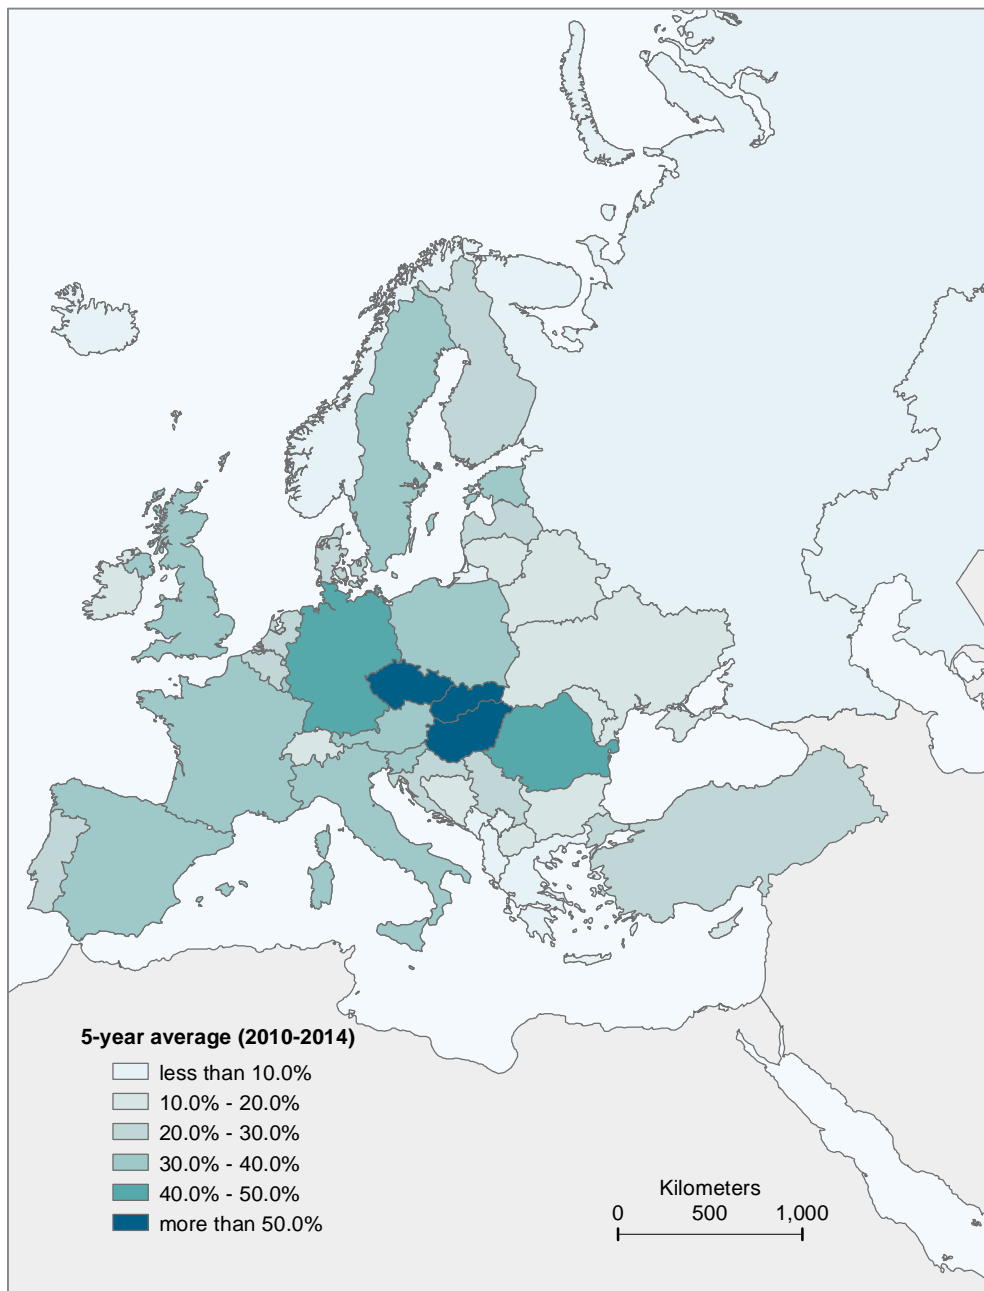 5-year average (2010-2014)
less than 10.0%
10.0% - 20.0%
20.0% - 30.0%
30.0% - 40.0%
40.0% - 50.0%
more than 50.0%
Kilometers
0 500 1,000